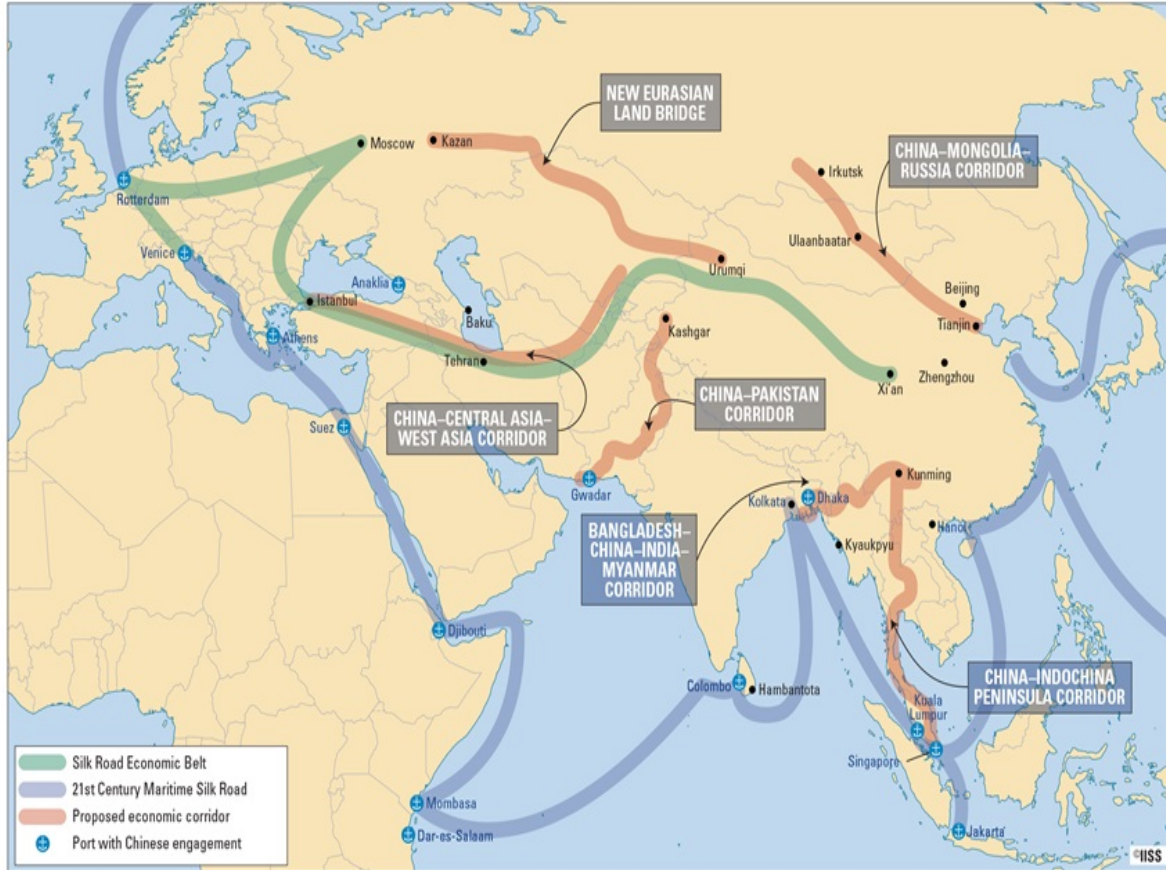 NEW EURASIAN
LAND BRIDGE
Moscow
Kazan
CHINA–MONGOLIA–
RUSSIA CORRIDOR
Irkutsk
Rotterdam
Ulaanbaatar
Venice
Urumqi
Anaklia
Beijing
Istanbul
Baku
Kashgar
Tianjin
Athens
Tehran
Zhengzhou
Xi'an
CHINA–PAKISTAN
CORRIDOR
CHINA–CENTRAL ASIA–
WEST ASIA CORRIDOR
Suez
Gwadar
Kunming
Kolkata
Dhaka
BANGLADESH–
CHINA–INDIA–
MYANMAR
CORRIDOR
Hanoi
Kyaukpyu
Djibouti
Colombo
Hambantota
CHINA–INDOCHINA
PENINSULA CORRIDOR
Kuala
Lumpur
Singapore
Silk Road Economic Belt
21st Century Maritime Silk Road
Proposed economic corridor
Port with Chinese engagement
Mombasa
Dar-es-Salaam
Jakarta
©IISS